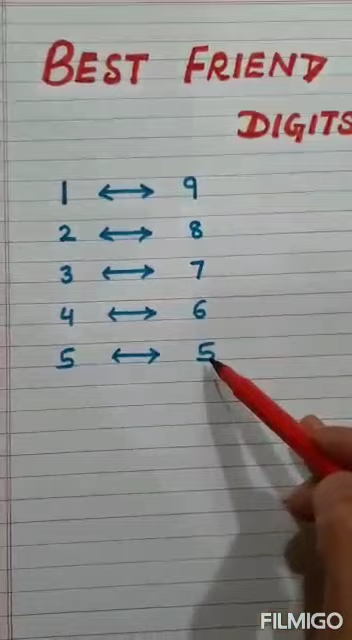 BEST FRIEND
DIGITS
1 ↔ 9
2 ↔ 8
3 ↔ 7
4 ↔ 6
5 ↔ 5
FILMIGO